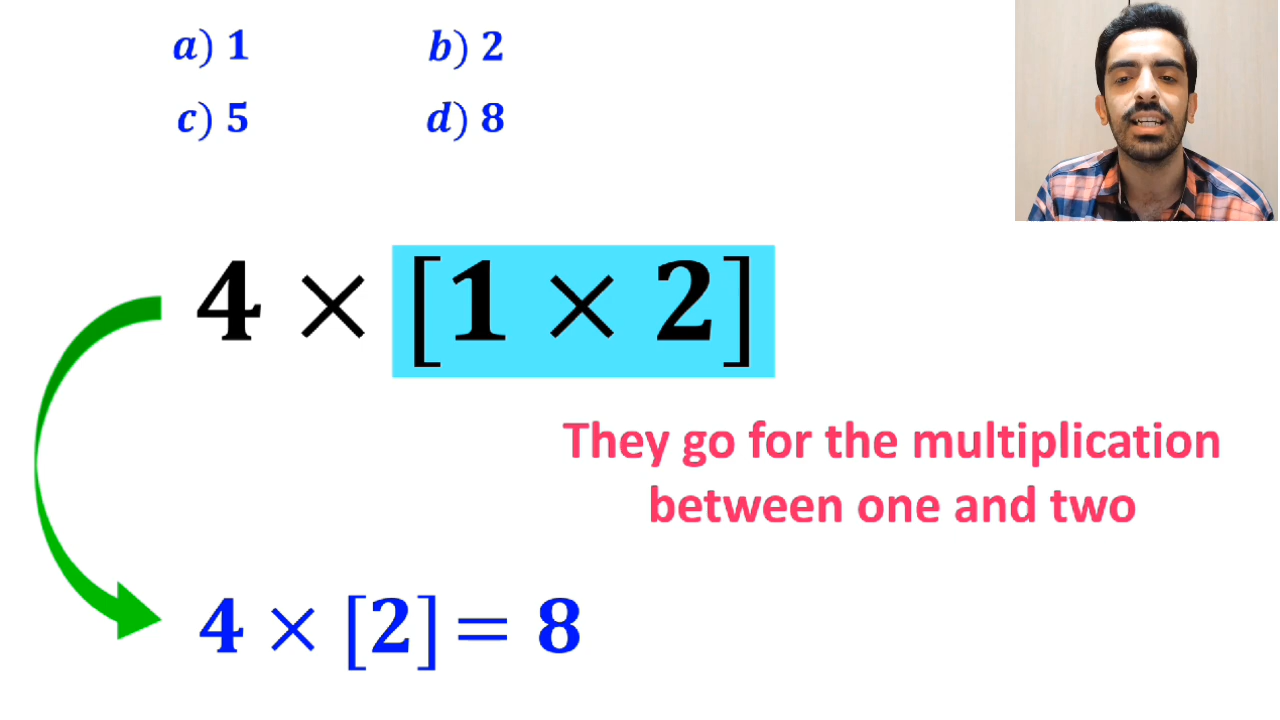 a) 1 b) 2
c) 5 d) 8
4 × [1 × 2]
They go for the multiplication
between one and two
4 × [2] = 8